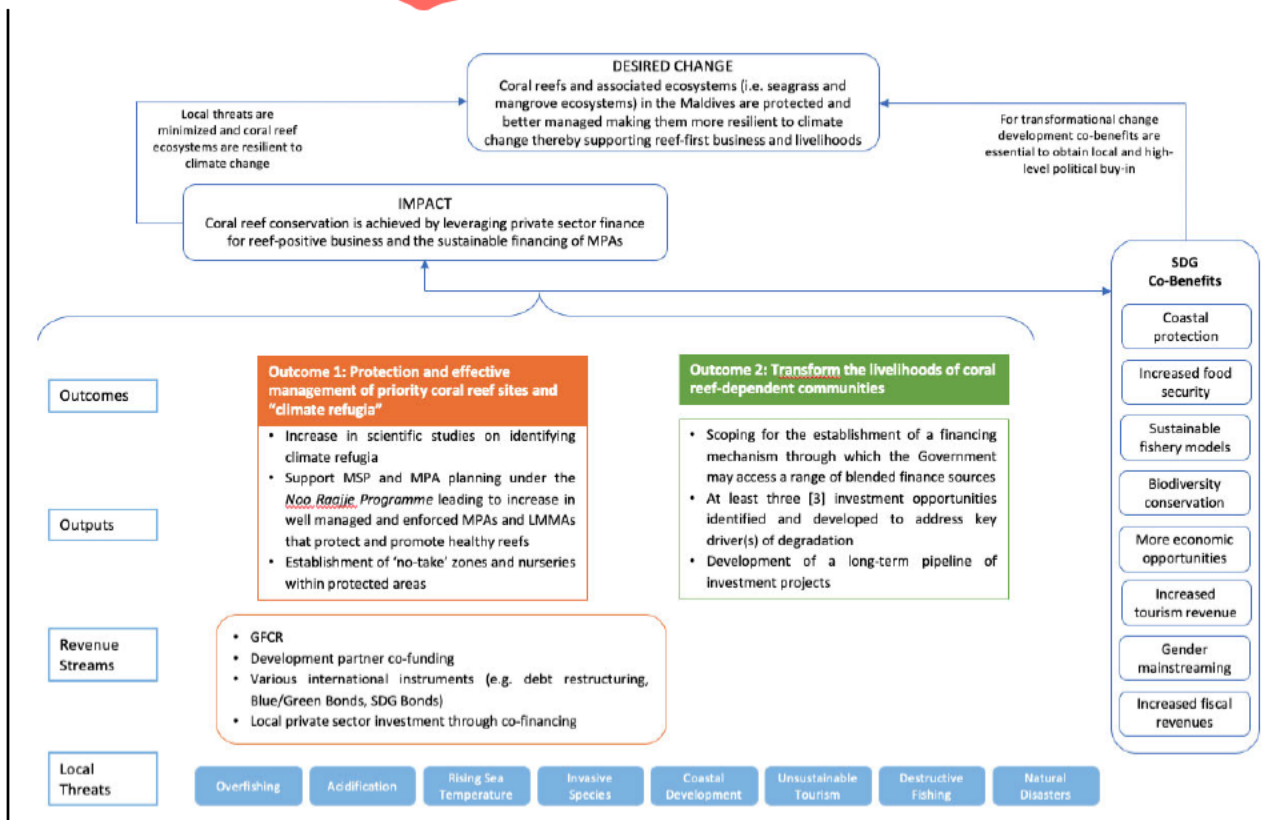 DESIRED CHANGE
Coral reefs and associated ecosystems (i.e. seagrass and
mangrove ecosystems) in the Maldives are protected and
better managed making them more resilient to climate
change thereby supporting reef-first business and livelihoods
Local threats are
minimized and coral reef
ecosystems are resilient to
climate change
For transformational change
development co-benefits are
essential to obtain local and high-
level political buy-in
IMPACT
Coral reef conservation is achieved by leveraging private sector finance
for reef-positive business and the sustainable financing of MPAs
SDG
Co-Benefits
Coastal
protection
Increased food
security
Sustainable
fishery models
Biodiversity
conservation
More economic
opportunities
Increased
tourism revenue
Gender
mainstreaming
Increased fiscal
revenues
Outcomes
Outcome 1: Protection and effective
management of priority coral reef sites and
"climate refugia"
Outcome 2: Transform the livelihoods of coral
reef-dependent communities
Outputs
• Increase in scientific studies on identifying
climate refugia
• Support MSP and MPA planning under the
Noo Raajje Programme leading to increase in
well managed and enforced MPAs and LMMAs
that protect and promote healthy reefs
• Establishment of 'no-take' zones and nurseries
within protected areas
• Scoping for the establishment of a financing
mechanism through which the Government
may access a range of blended finance sources
• At least three [3] investment opportunities
identified and developed to address key
driver(s) of degradation
• Development of a long-term pipeline of
investment projects
Revenue
Streams
• GFCR
• Development partner co-funding
• Various international instruments (e.g. debt restructuring,
Blue/Green Bonds, SDG Bonds)
• Local private sector investment through co-financing
Local
Threats
Overfishing
Acidification
Rising Sea
Temperature
Invasive
Species
Coastal
Development
Unsustainable
Tourism
Destructive
Fishing
Natural
Disasters